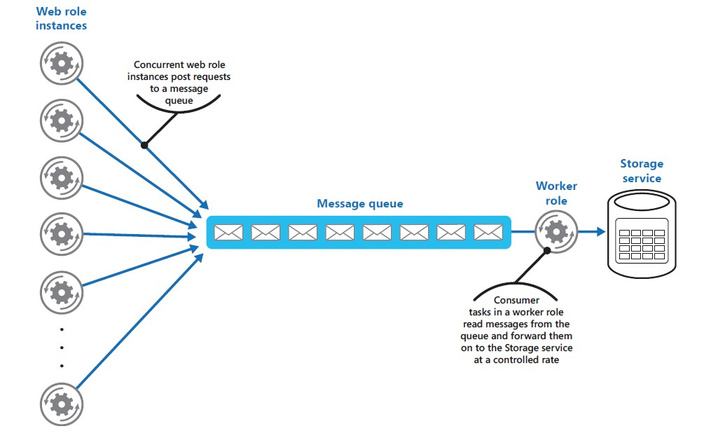 Web role
instances
Concurrent web role
instances post requests
to a message
queue
Message queue
Worker
role
Storage
service
Consumer
tasks in a worker role
read messages from the
queue and forward them
on to the Storage service
at a controlled rate